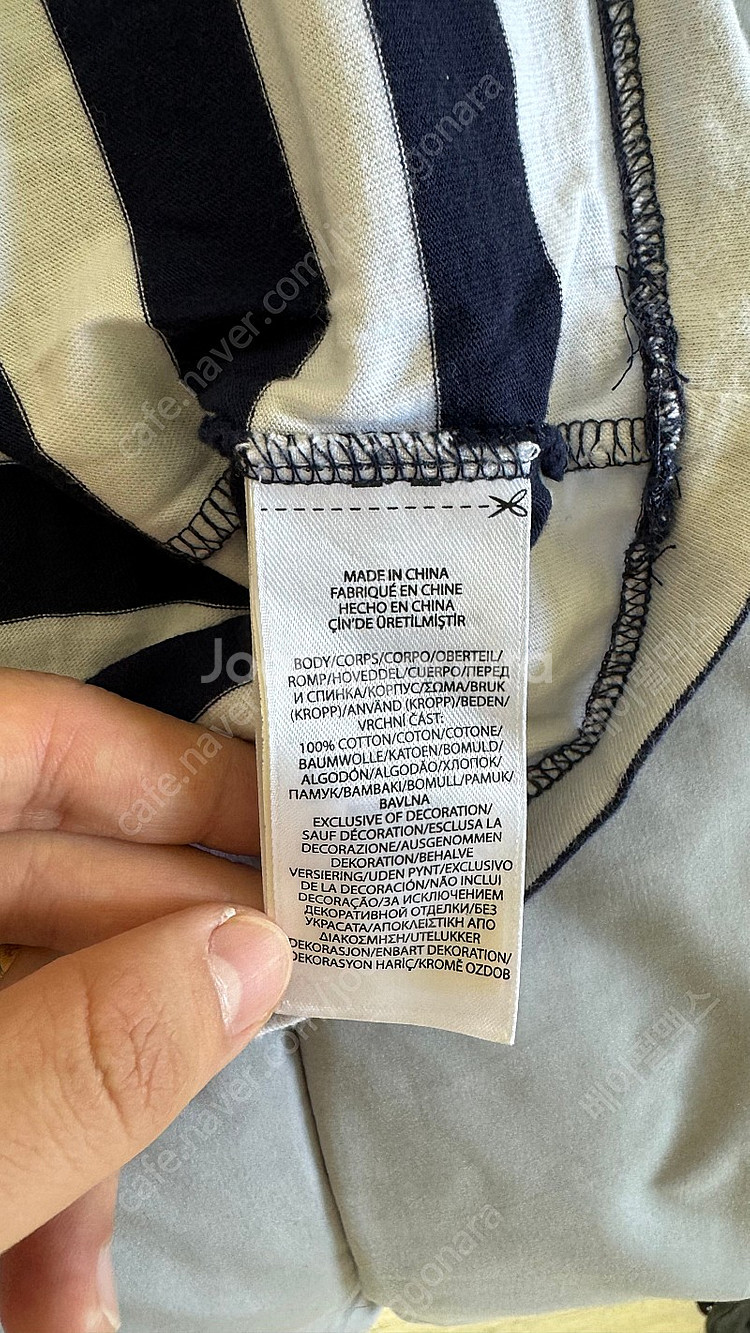 MADE IN CHINA
FABRIQUÉ EN CHINE
HECHO EN CHINA
ÇİN'DE ÜRETİLMİŞTİR
BODY/CORPS/CORPO/OBERTEIL/
ROMP/HOVEDDEL/CUERPO/ПЕРЕД
И СПИНКА/КОРПУС/ΣΩΜΑ/BRUK
(KROPP)/ANVÄND (KROPP)/BEDEN/
VRCHNÍ ČÁST:
100% COTTON/COTON/COTONE/
BAUMWOLLE/KATOEN/BOMULD/
ALGODÓN/ALGODÃO/ХЛОПОК/
ПАМУК/ΒΑΜΒΑΚΙ/BOMULL/PAMUK/
BAVLNA
EXCLUSIVE OF DECORATION/
SAUF DÉCORATION/ESCLUSA LA
DECORAZIONE/AUSGENOMMEN
DEKORATION/BEHALVE
VERSIERING/UDEN PYNT/EXCLUSIVO
DE LA DECORACIÓN/NÃO INCLUI
DECORAÇÃO/ЗА ИСКЛЮЧЕНИЕМ
ДЕКОРАТИВНОЙ ОТДЕЛКИ/БЕЗ
УКРАСАТА/ΑΠΟΚΛΕΙΣΤΙΚΗ ΑΠΟ
ΔΙΑΚΟΣΜΗΣΗ/UTELUKKER
DEKORASJON/ENBART DEKORATION/
DEKORASYON HARİÇ/KROMĚ OZDOB
cafe.naver.com/joonggonara